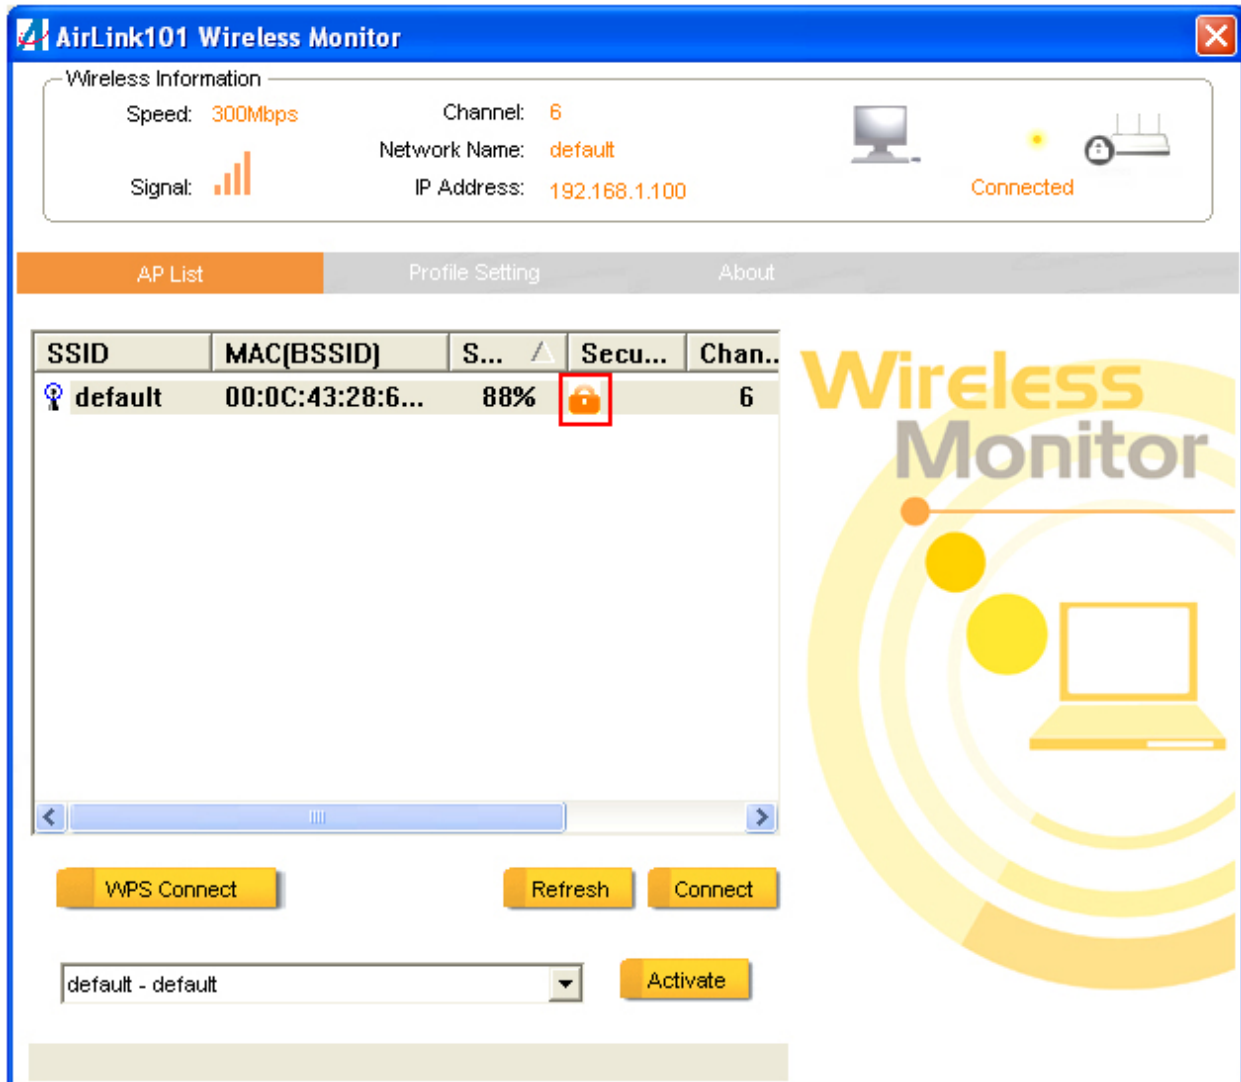 AirLink101 Wireless Monitor
Wireless Information
Speed: 300Mbps Channel: 6
Network Name: default
Signal: IP Address: 192.168.1.100
Connected
AP List Profile Setting About
SSID MAC(BSSID) S... Secu... Chan..
default 00:0C:43:28:6... 88% 6
Wireless
Monitor
WPS Connect Refresh Connect
default - default Activate